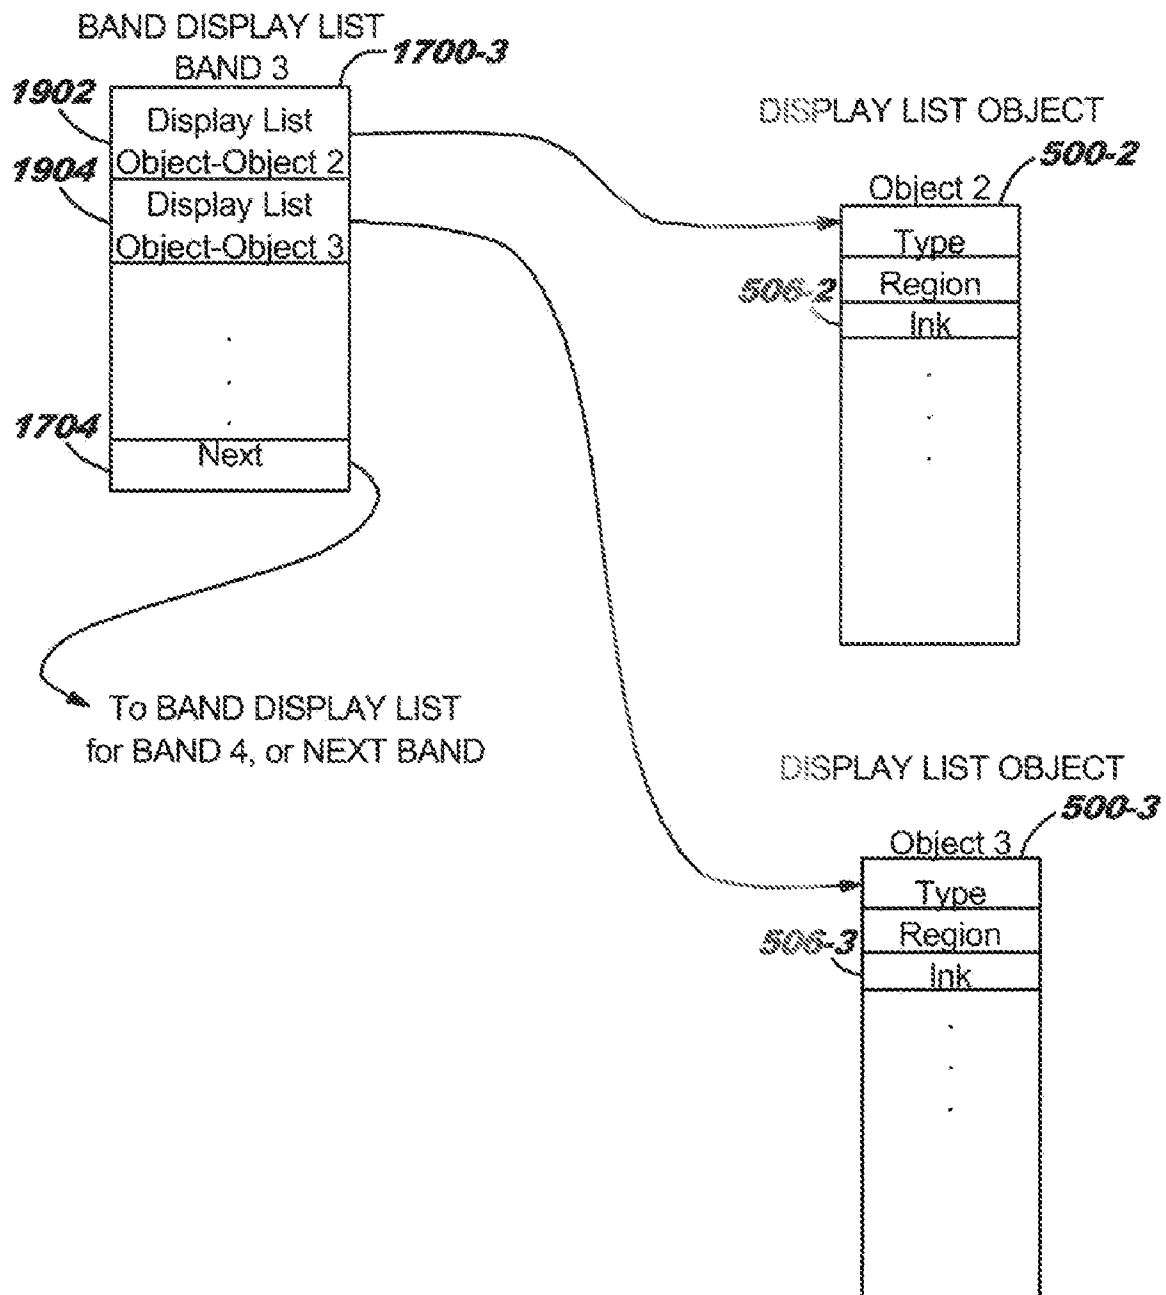 BAND DISPLAY LIST
BAND 3
1700-3
1902
Display List
Object-Object 2
1904
Display List
Object-Object 3
.
.
.
1704
Next
To BAND DISPLAY LIST
for BAND 4, or NEXT BAND
DISPLAY LIST OBJECT
500-2
Object 2
Type
Region
506-2
Ink
.
.
.
DISPLAY LIST OBJECT
500-3
Object 3
Type
Region
506-3
Ink
.
.
.